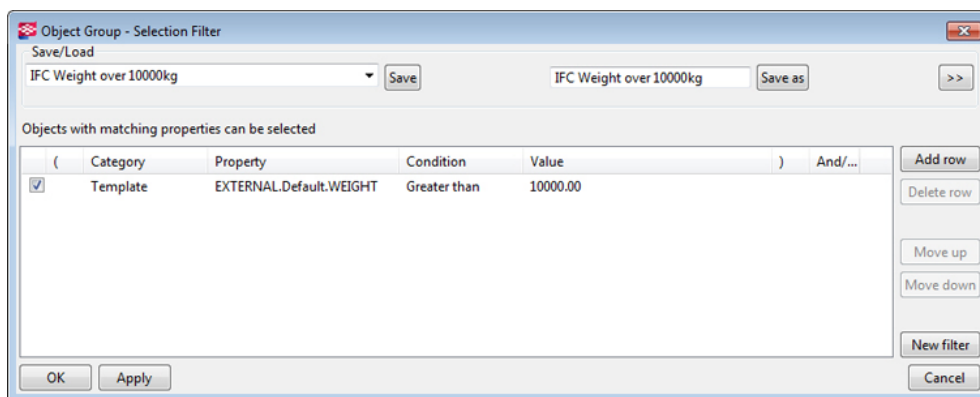 Object Group - Selection Filter
Save/Load
IFC Weight over 10000kg Save IFC Weight over 10000kg Save as >>
Objects with matching properties can be selected
( Category Property Condition Value ) And/... Add row
Template EXTERNAL.Default.WEIGHT Greater than 10000.00
Delete row
Move up
Move down
New filter
OK Apply Cancel